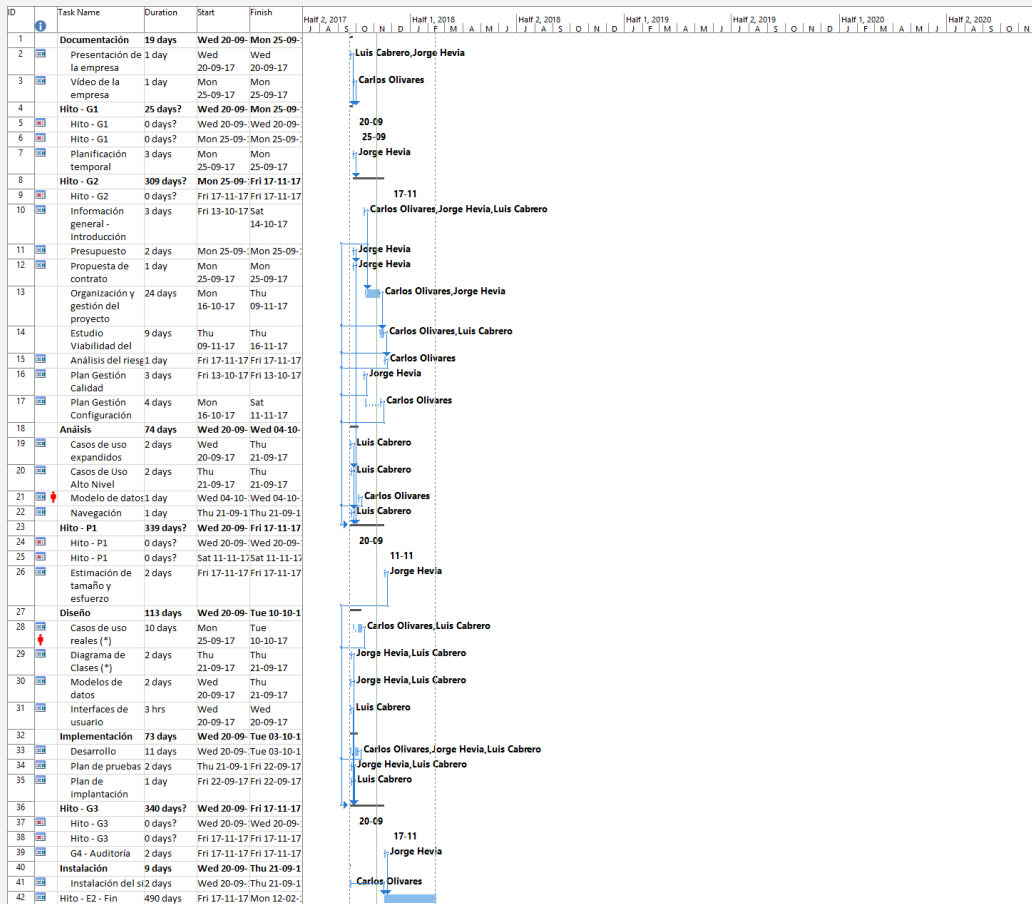 ID Task Name Duration Start Finish
Half 2, 2017 Half 1, 2018 Half 2, 2018 Half 1, 2019 Half 2, 2019 Half 1, 2020 Half 2, 2020
J A S O N D J F M A M J J A S O N D J F M A M J J A S O N D J F M A M J J A S O N
1 Documentación 19 days Wed 20-09- Mon 25-09-
2 Presentación de 1 day Wed Wed Luis Cabrero,Jorge Hevia
la empresa 20-09-17 20-09-17
3 Vídeo de la 1 day Mon Mon Carlos Olivares
empresa 25-09-17 25-09-17
4 Hito - G1 25 days? Wed 20-09- Mon 25-09-
5 Hito - G1 0 days? Wed 20-09- Wed 20-09- 20-09
6 Hito - G1 0 days? Mon 25-09- Mon 25-09- 25-09
7 Planificación 3 days Mon Mon Jorge Hevia
temporal 25-09-17 25-09-17
8 Hito - G2 309 days? Mon 25-09- Fri 17-11-17
9 Hito - G2 0 days? Fri 17-11-17 Fri 17-11-17 17-11
10 Información 3 days Fri 13-10-17 Sat Carlos Olivares,Jorge Hevia,Luis Cabrero
general - 14-10-17
Introducción
11 Presupuesto 2 days Mon 25-09- Mon 25-09- Jorge Hevia
12 Propuesta de 1 day Mon Mon Jorge Hevia
contrato 25-09-17 25-09-17
13 Organización y 24 days Mon Thu Carlos Olivares,Jorge Hevia
gestión del 16-10-17 09-11-17
proyecto
14 Estudio 9 days Thu Thu Carlos Olivares,Luis Cabrero
Viabilidad del 09-11-17 16-11-17
15 Análisis del riesg 1 day Fri 17-11-17 Fri 17-11-17 Carlos Olivares
16 Plan Gestión 3 days Fri 13-10-17 Fri 13-10-17 Jorge Hevia
Calidad
17 Plan Gestión 4 days Mon Sat Carlos Olivares
Configuración 16-10-17 11-11-17
18 Anáisis 74 days Wed 20-09- Wed 04-10-
19 Casos de uso 2 days Wed Thu Luis Cabrero
expandidos 20-09-17 21-09-17
20 Casos de Uso 2 days Thu Thu Luis Cabrero
Alto Nivel 21-09-17 21-09-17
21 Modelo de datos 1 day Wed 04-10- Wed 04-10- Carlos Olivares
22 Navegación 1 day Thu 21-09-1 Thu 21-09-1 Luis Cabrero
23 Hito - P1 339 days? Wed 20-09- Fri 17-11-17
24 Hito - P1 0 days? Wed 20-09- Wed 20-09- 20-09
25 Hito - P1 0 days? Sat 11-11-17 Sat 11-11-17 11-11
26 Estimación de 2 days Fri 17-11-17 Fri 17-11-17 Jorge Hevia
tamaño y
esfuerzo
27 Diseño 113 days Wed 20-09- Tue 10-10-1
28 Casos de uso 10 days Mon Tue Carlos Olivares,Luis Cabrero
reales (*) 25-09-17 10-10-17
29 Diagrama de 2 days Thu Thu Jorge Hevia,Luis Cabrero
Clases (*) 21-09-17 21-09-17
30 Modelos de 2 days Wed Thu Jorge Hevia,Luis Cabrero
datos 20-09-17 21-09-17
31 Interfaces de 3 hrs Wed Wed Luis Cabrero
usuario 20-09-17 20-09-17
32 Implementación 73 days Wed 20-09- Tue 03-10-1
33 Desarrollo 11 days Wed 20-09- Tue 03-10-1 Carlos Olivares,Jorge Hevia,Luis Cabrero
34 Plan de pruebas 2 days Thu 21-09-1 Fri 22-09-17 Jorge Hevia,Luis Cabrero
35 Plan de 1 day Fri 22-09-17 Fri 22-09-17 Luis Cabrero
implantación
36 Hito - G3 340 days? Wed 20-09- Fri 17-11-17
37 Hito - G3 0 days? Wed 20-09- Wed 20-09- 20-09
38 Hito - G3 0 days? Fri 17-11-17 Fri 17-11-17 17-11
39 G4 - Auditoría 2 days Fri 17-11-17 Fri 17-11-17 Jorge Hevia
40 Instalación 9 days Wed 20-09- Thu 21-09-1
41 Instalación del si 2 days Wed 20-09- Thu 21-09-1 Carlos Olivares
42 Hito - E2 - Fin 490 days Fri 17-11-17 Mon 12-02-